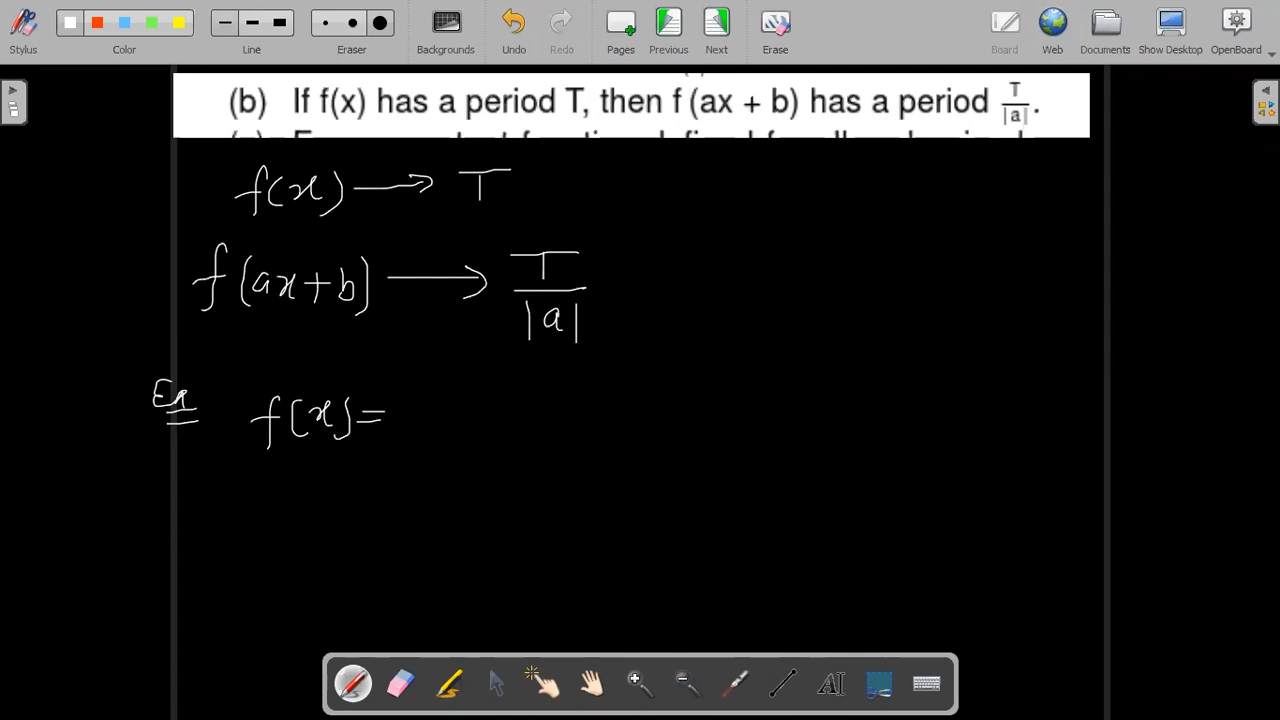 Stylus Color Line Eraser Backgrounds Undo Redo Pages Previous Next Erase Board Web Documents Show Desktop OpenBoard
(b) If f(x) has a period T, then f (ax + b) has a period T/|a|.
f(x) → T
f(ax+b) → T/|a|
Ex f(x)=